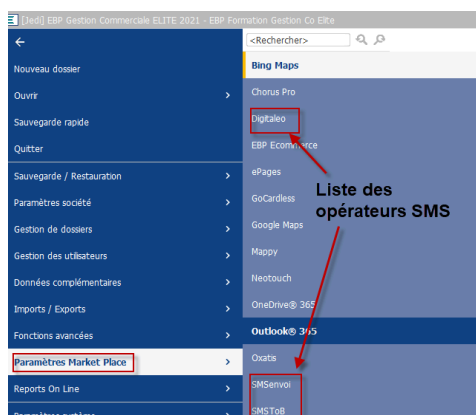 [Jedi] EBP Gestion Commerciale ELITE 2021 - EBP Formation Gestion Co Elite
Nouveau dossier
Ouvrir
Sauvegarde rapide
Quitter
Sauvegarde / Restauration
Paramètres société
Gestion de dossiers
Gestion des utilisateurs
Données complémentaires
Imports / Exports
Fonctions avancées
Paramètres Market Place
Reports On Line
Paramètres système
<Rechercher>
Bing Maps
Chorus Pro
Digitaleo
EBP Ecommerce
ePages
GoCardless
Google Maps
Mappy
Neotouch
OneDrive® 365
Outlook® 365
Oxatis
SMSEnvoi
SMSToB
Liste des
opérateurs SMS